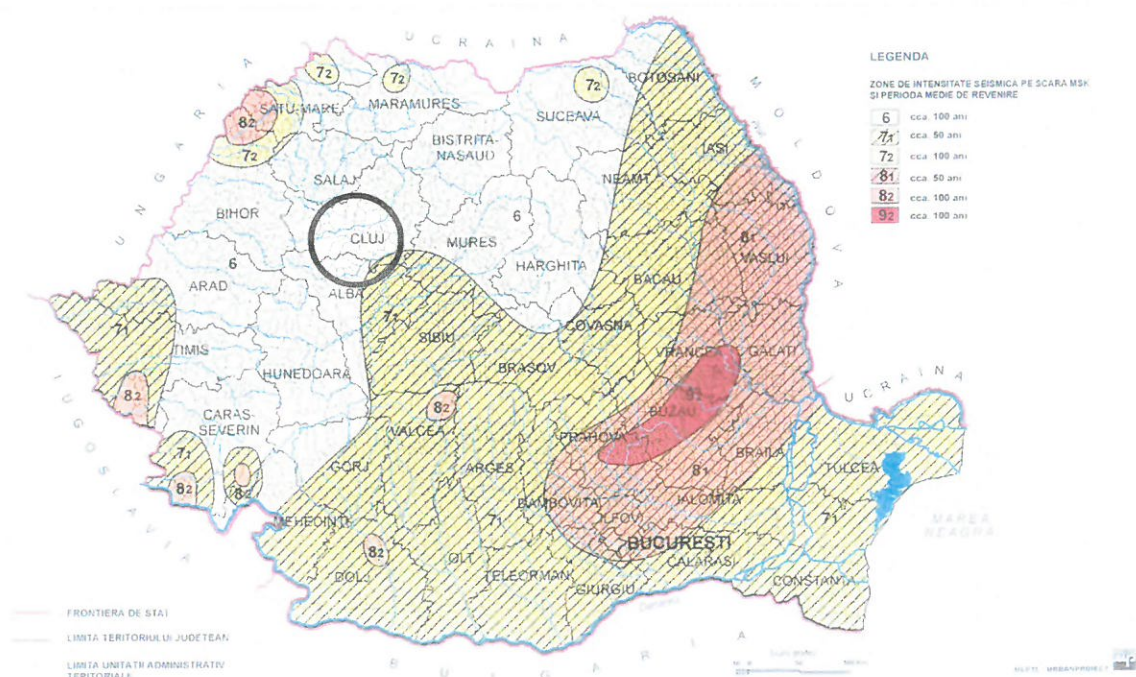 UCRAINA
UNGARIA
MOLDOVA
72
72
72
BOTOSANI
SATU-MARE
MARAMURES
SUCEAVA
82
BISTRITA-
NASAUD
IASI
72
SALAJ
NEAMT
BIHOR
6
CLUJ
MURES
81
VASLUI
6
HARGHITA
ARAD
ALBA
BACAU
71
71
SIBIU
COVASNA
TIMIS
VRANCEA
GALATI
HUNEDOARA
BRASOV
UCRAINA
82
82
92
BUZAU
CARAS-
SEVERIN
VALCEA
PRAHOVA
BRAILA
71
GORJ
ARGES
81
TULCEA
82
82
DAMBOVITA
IALOMITA
71
MEHEDINTI
71
ILFOV
MAREA
NEAGRA
82
OLT
BUCUREȘTI
DOLJ
TELEORMAN
CALARASI
GIURGIU
CONSTANTA
IUGOSLAVIA
BULGARIA
LEGENDA
ZONE DE INTENSITATE SEISMICA PE SCARA MSK
SI PERIODA MEDIE DE REVENIRE
6 cca. 100 ani
71 cca. 50 ani
72 cca. 100 ani
81 cca. 50 ani
82 cca. 100 ani
92 cca. 100 ani
FRONTIERA DE STAT
LIMITA TERITORIULUI JUDETEAN
LIMITA UNITATII ADMINISTRATIV
TERITORIALE
URBANPROIECT